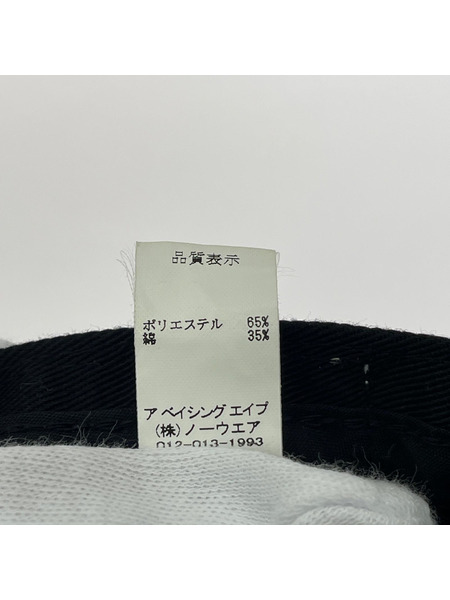 品質表示
ポリエステル 65%
綿 35%
ア ベイシング エイプ
(株)ノーウエア
012-013-1993